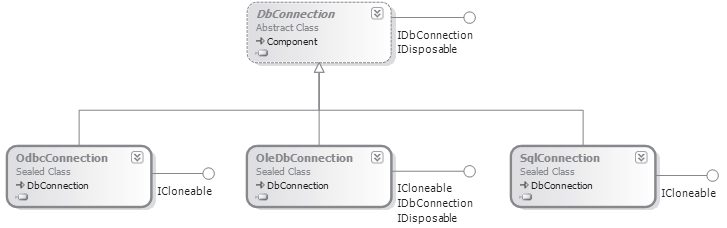 DbConnection
Abstract Class
Component
IDbConnection
IDisposable
OdbcConnection
Sealed Class
DbConnection
ICloneable
OleDbConnection
Sealed Class
DbConnection
ICloneable
IDbConnection
IDisposable
SqlConnection
Sealed Class
DbConnection
ICloneable